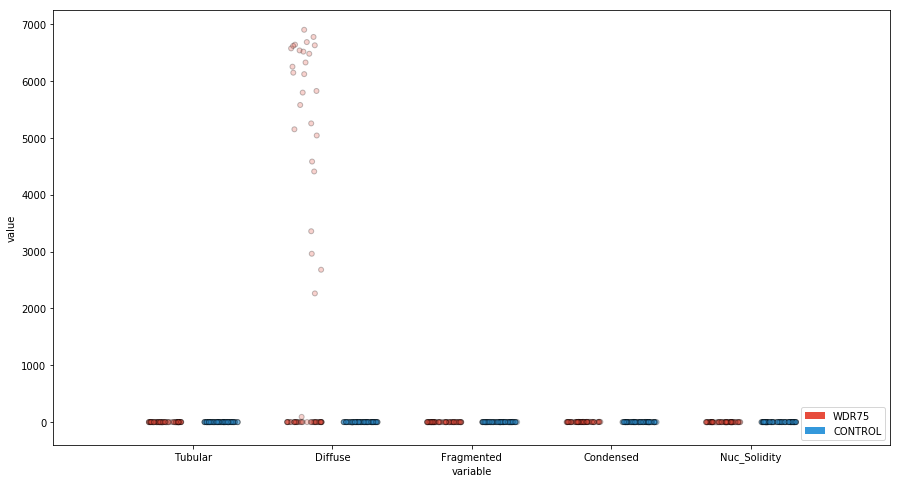 7000
6000
5000
4000
3000
2000
1000
0
value
Tubular
Diffuse
Fragmented
Condensed
Nuc_Solidity
variable
WDR75
CONTROL